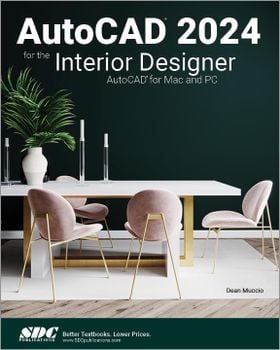 AutoCAD® 2024
for the
Interior Designer
AutoCAD® for Mac and PC
Dean Muccio
SDC
PUBLICATIONS
Better Textbooks. Lower Prices.
www.SDCpublications.com